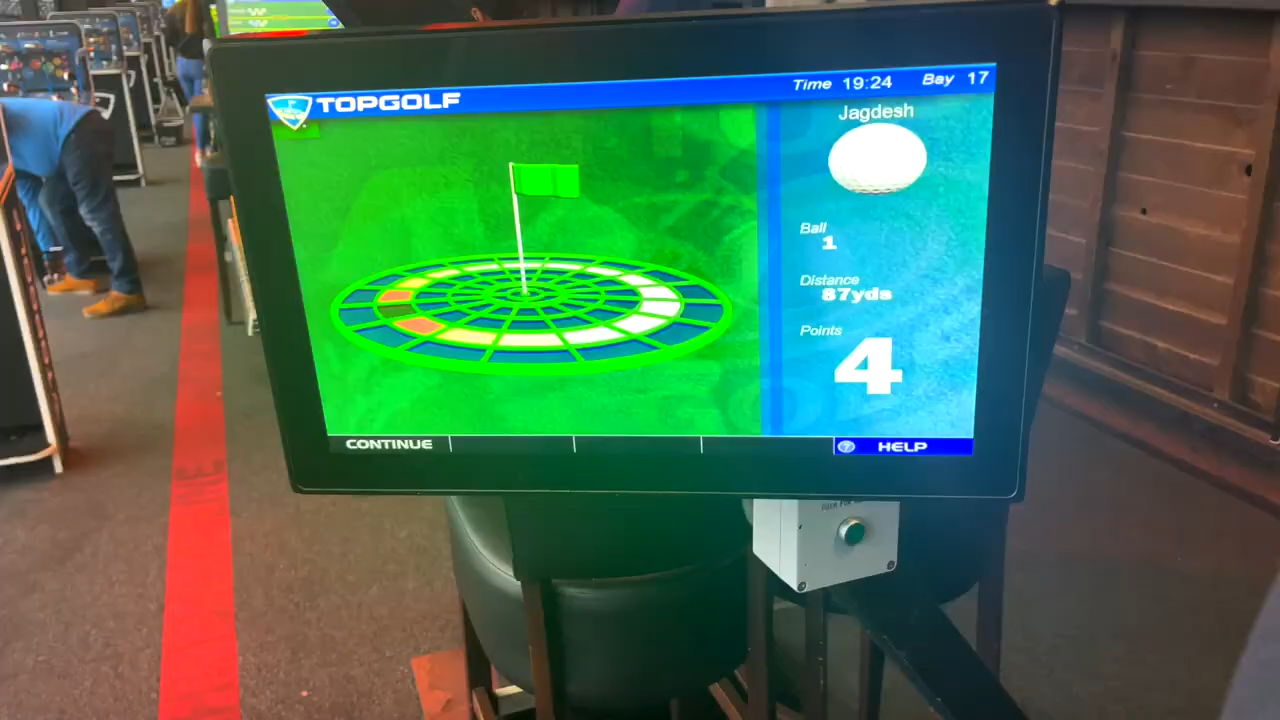 TOPGOLF
Time 19:24 Bay 17
Jagdesh
Ball
1
Distance
87yds
Points
4
CONTINUE
? HELP